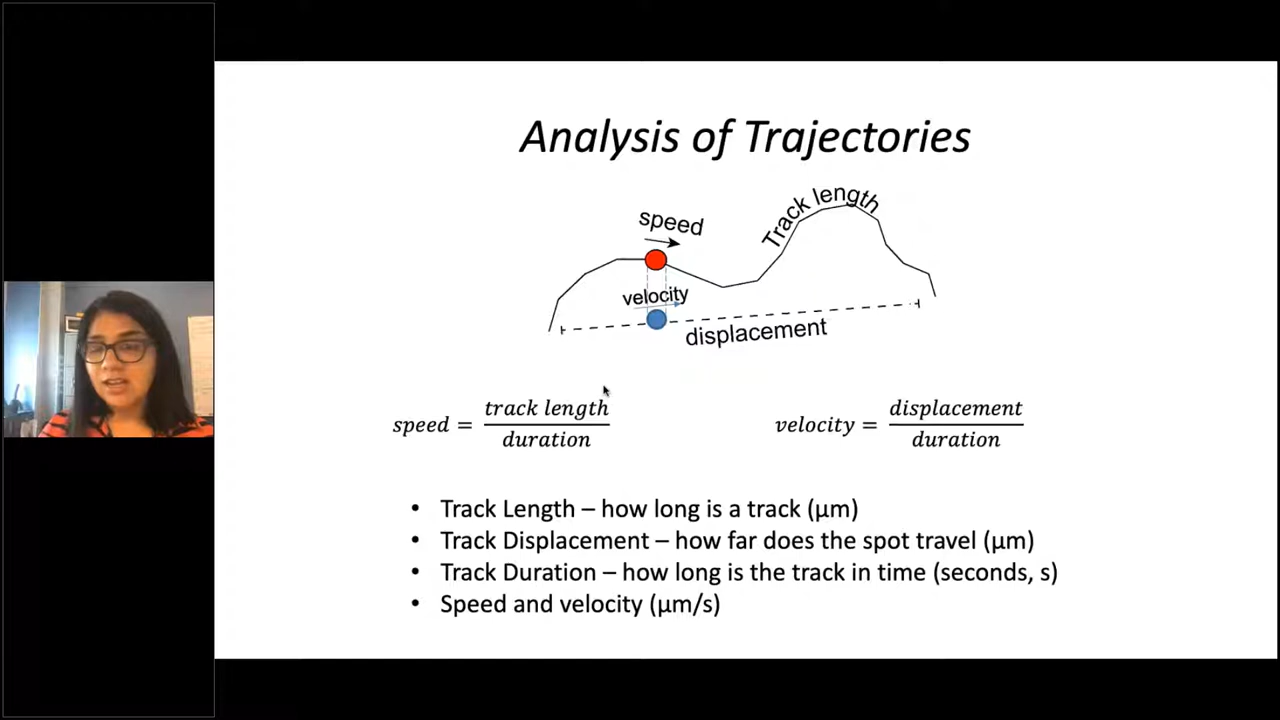 Analysis of Trajectories
speed
Track length
velocity
displacement
speed = track length / duration
velocity = displacement / duration
• Track Length – how long is a track (μm)
• Track Displacement – how far does the spot travel (μm)
• Track Duration – how long is the track in time (seconds, s)
• Speed and velocity (μm/s)